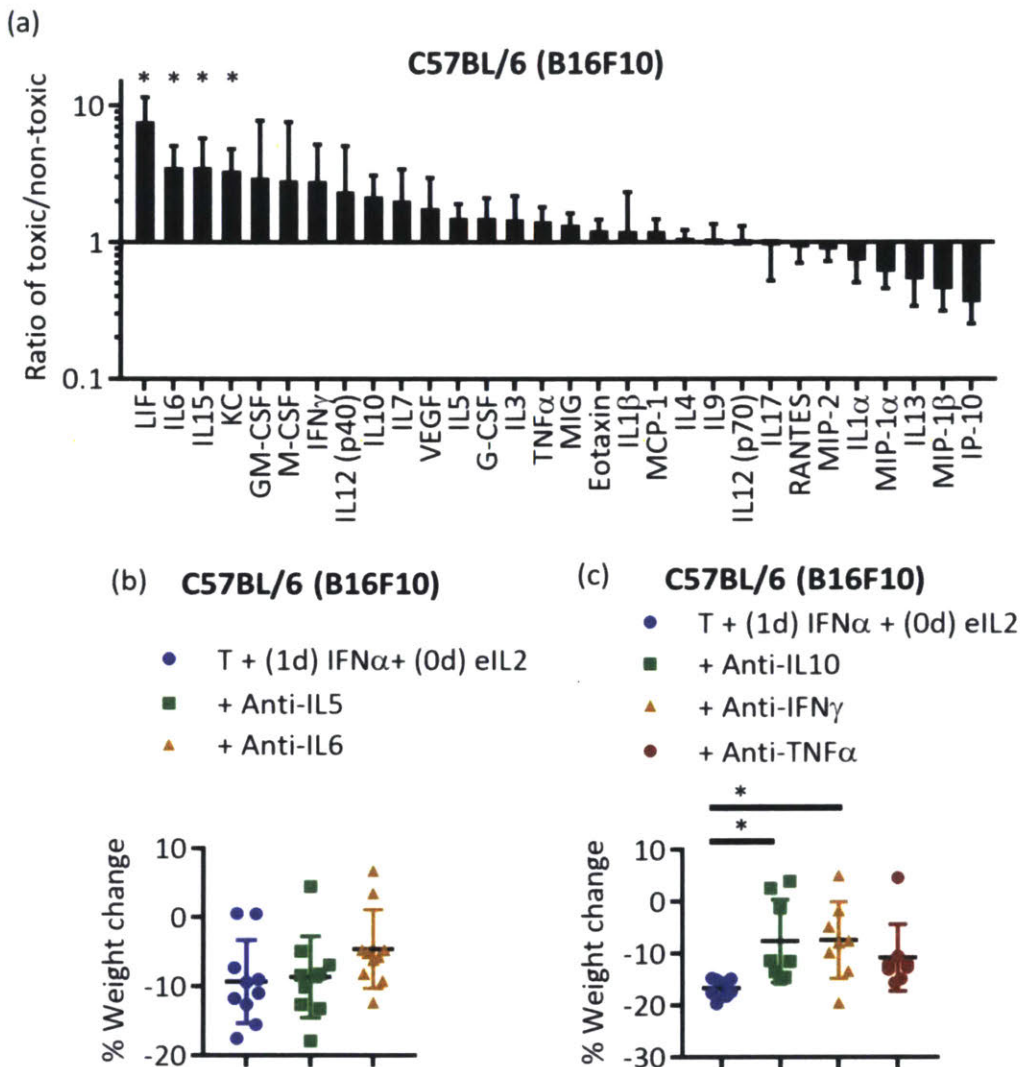 (a)
C57BL/6 (B16F10)
* * * *
Ratio of toxic/non-toxic
10
1
0.1
LIF
IL6
IL15
KC
GM-CSF
M-CSF
IFNγ
IL12 (p40)
IL10
IL7
VEGF
IL5
G-CSF
IL3
TNFα
MIG
Eotaxin
IL1β
MCP-1
IL4
IL9
IL12 (p70)
IL17
RANTES
MIP-2
IL1α
MIP-1α
IL13
MIP-1β
IP-10
(b) C57BL/6 (B16F10)
T + (1d) IFNα+ (0d) eIL2
+ Anti-IL5
+ Anti-IL6
% Weight change
10
0
-10
-20
(c) C57BL/6 (B16F10)
T + (1d) IFNα + (0d) eIL2
+ Anti-IL10
+ Anti-IFNγ
+ Anti-TNFα
*
*
% Weight change
10
0
-10
-20
-30